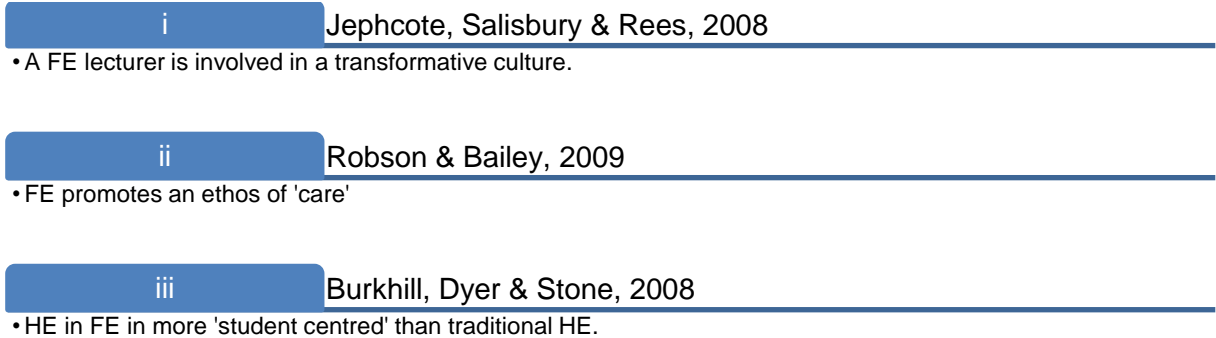 i
Jephcote, Salisbury & Rees, 2008
• A FE lecturer is involved in a transformative culture.
ii
Robson & Bailey, 2009
• FE promotes an ethos of 'care'
iii
Burkhill, Dyer & Stone, 2008
• HE in FE in more 'student centred' than traditional HE.